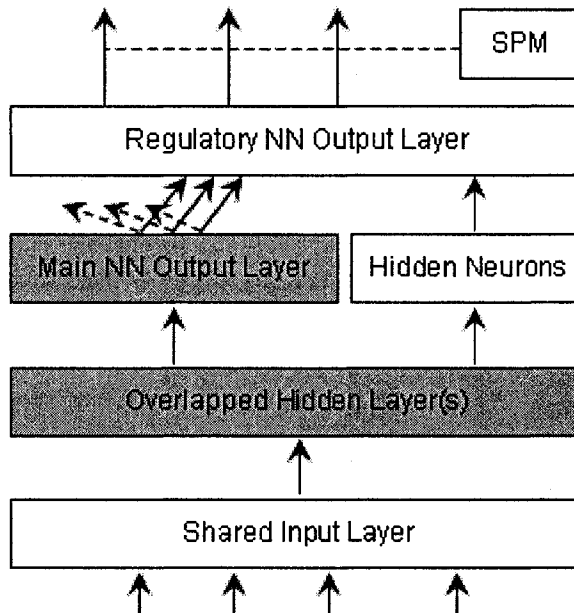 SPM
Regulatory NN Output Layer
Main NN Output Layer
Hidden Neurons
Overlapped Hidden Layer(s)
Shared Input Layer